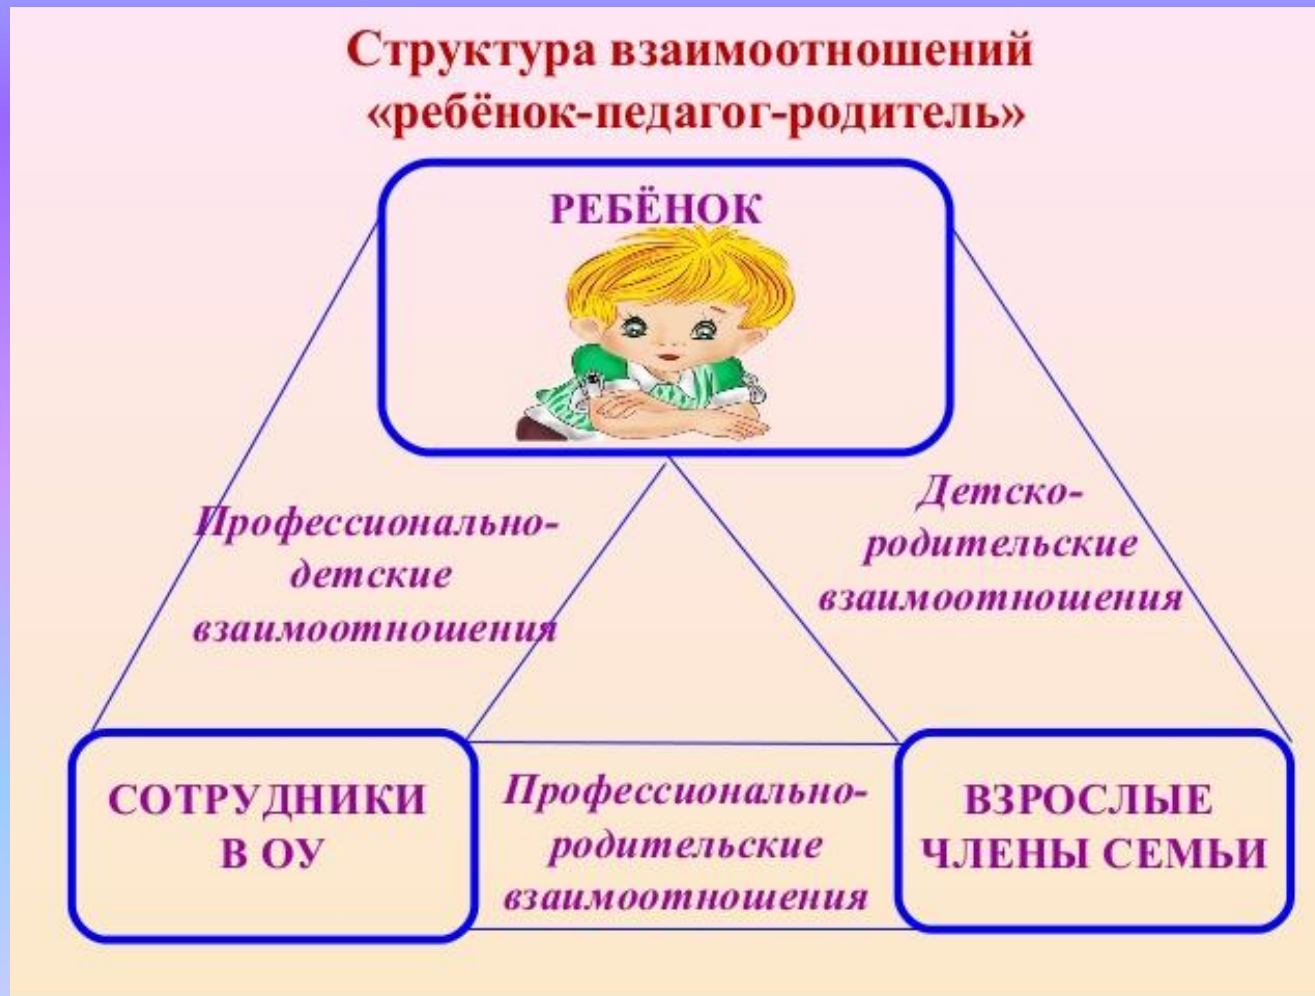 Структура взаимоотношений
«ребёнок-педагог-родитель»
РЕБЁНОК
Профессионально-
детские
взаимоотношения
Детско-
родительские
взаимоотношения
СОТРУДНИКИ
В ОУ
Профессионально-
родительские
взаимоотношения
ВЗРОСЛЫЕ
ЧЛЕНЫ СЕМЬИ